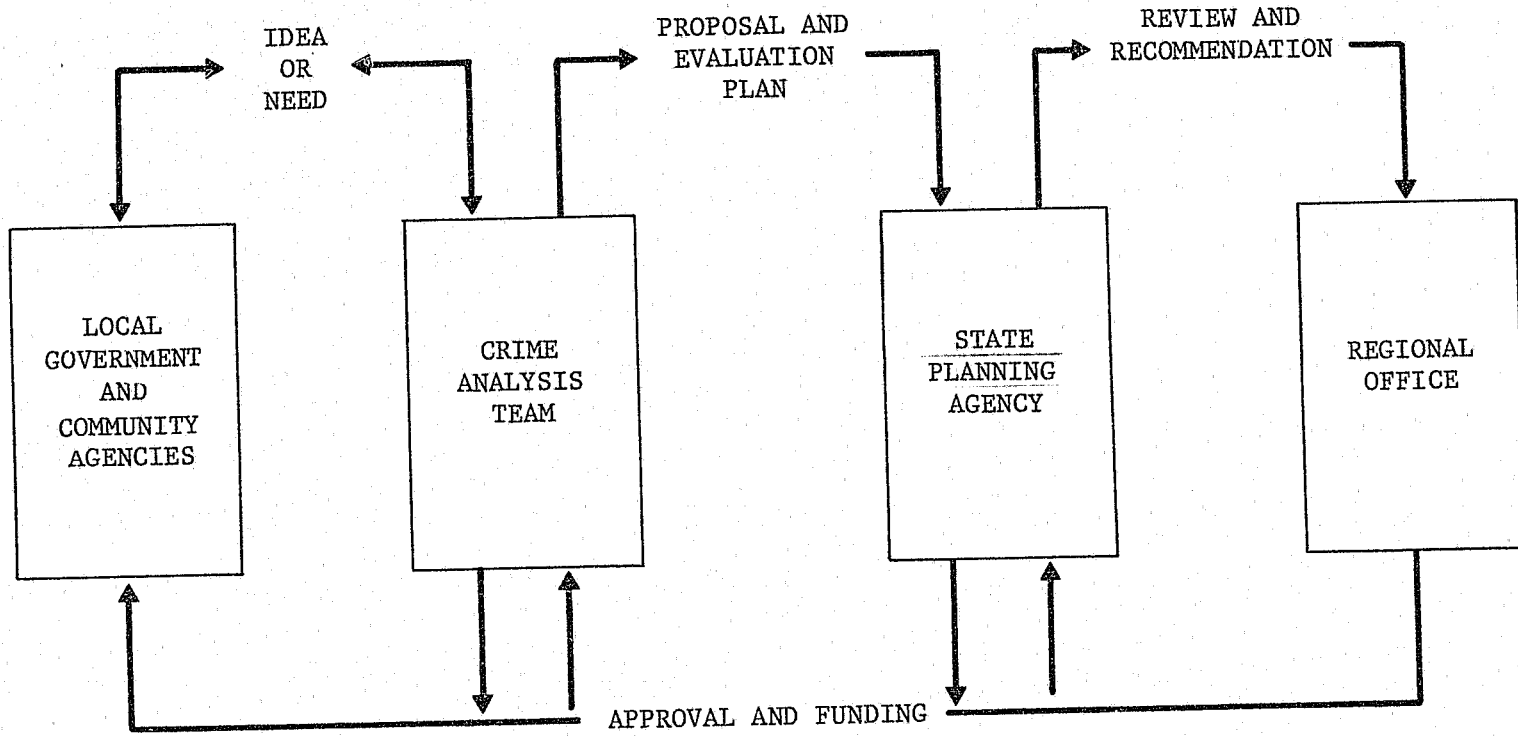 IDEA
OR
NEED
PROPOSAL AND
EVALUATION
PLAN
REVIEW AND
RECOMMENDATION
LOCAL
GOVERNMENT
AND
COMMUNITY
AGENCIES
CRIME
ANALYSIS
TEAM
STATE
PLANNING
AGENCY
REGIONAL
OFFICE
APPROVAL AND FUNDING